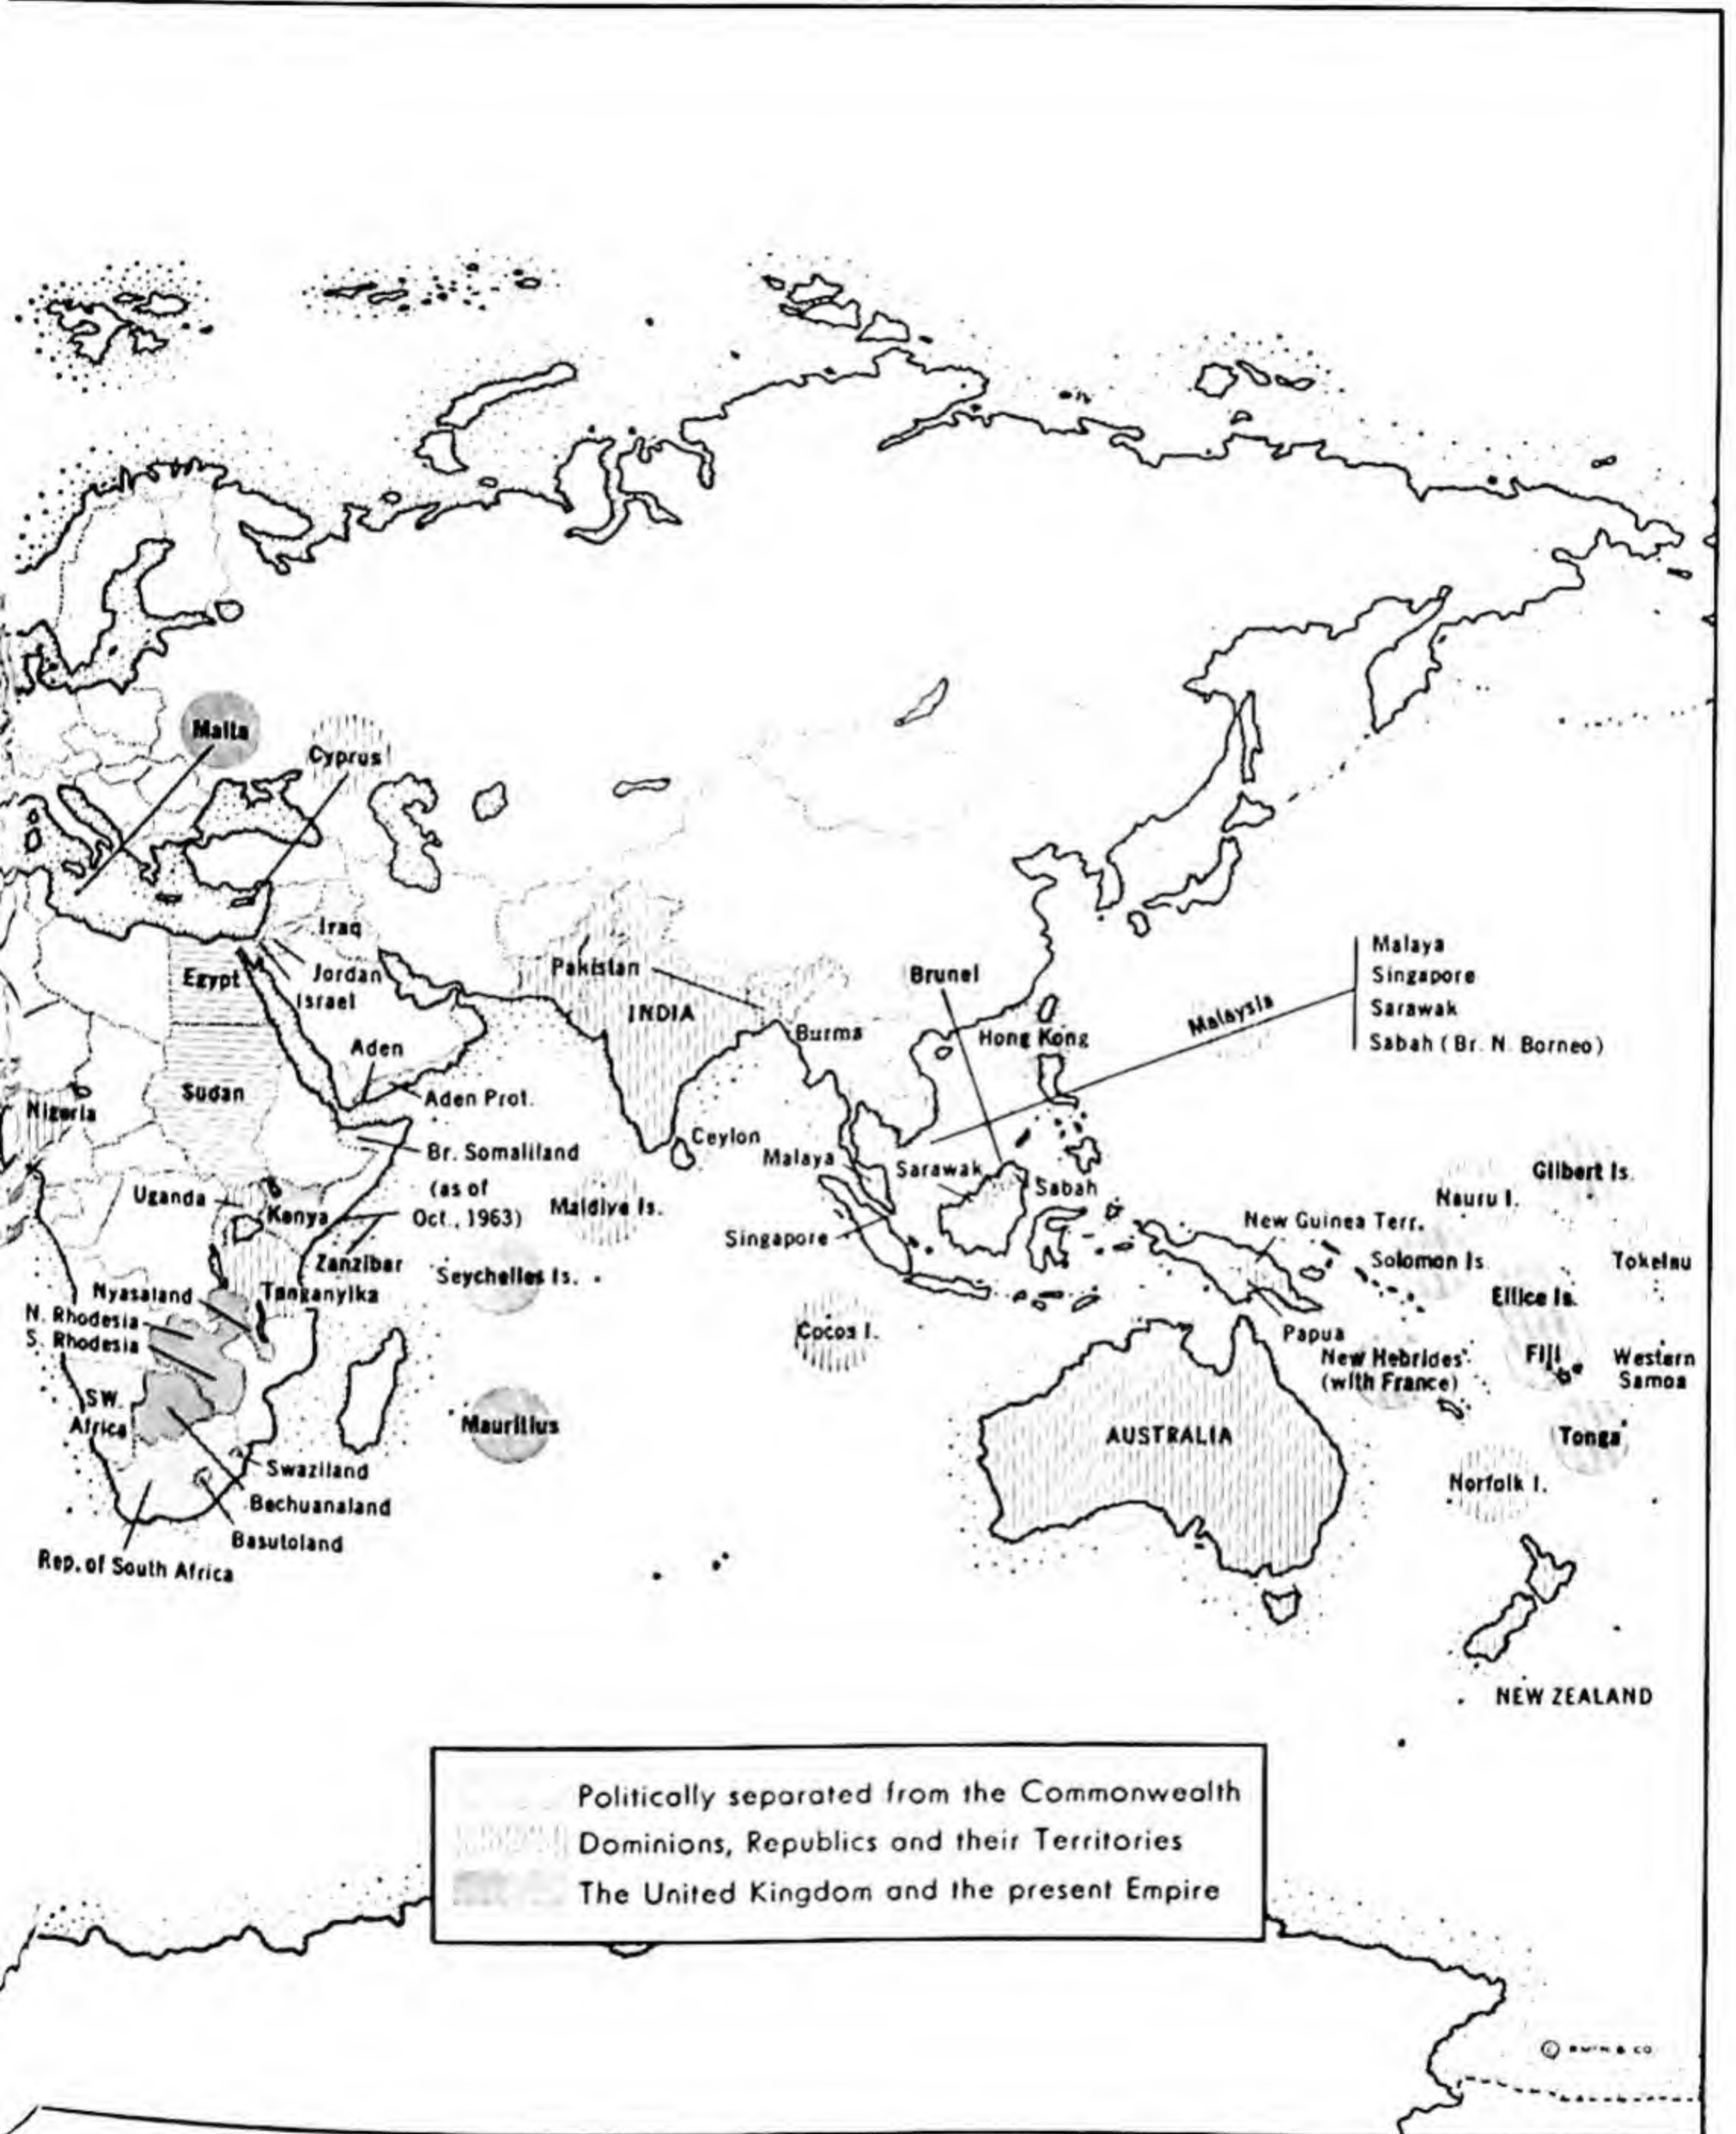 Malta
Cyprus
Iraq
Jordan
Israel
Egypt
Pakistan
INDIA
Burma
Brunei
Hong Kong
Malaysia
Malaya
Singapore
Sarawak
Sabah ( Br. N. Borneo )
Aden
Aden Prot.
Sudan
Nigeria
Br. Somaliland
(as of
Oct., 1963)
Ceylon
Malaya
Sarawak
Sabah
Singapore
Uganda
Kenya
Zanzibar
Tanganyika
Maldive Is.
Seychelles Is.
Nyasaland
N. Rhodesia
S. Rhodesia
SW.
Africa
Mauritius
Swaziland
Bechuanaland
Basutoland
Rep. of South Africa
Cocos I.
AUSTRALIA
New Guinea Terr.
Papua
Nauru I.
Gilbert Is.
Solomon Is.
Tokelau
Ellice Is.
New Hebrides
(with France)
Fiji
Western
Samoa
Tonga
Norfolk I.
NEW ZEALAND
Politically separated from the Commonwealth
Dominions, Republics and their Territories
The United Kingdom and the present Empire
& CO